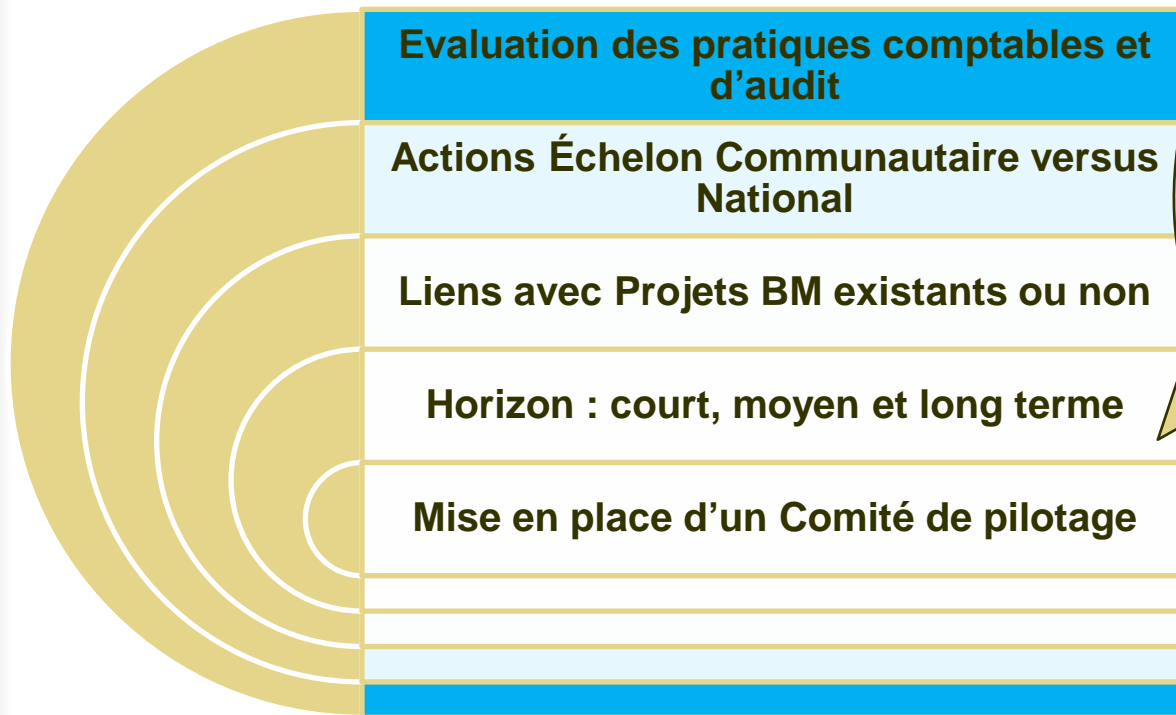 Evaluation des pratiques comptables et
d’audit
Actions Échelon Communautaire versus
National
Liens avec Projets BM existants ou non
Horizon : court, moyen et long terme
Mise en place d’un Comité de pilotage